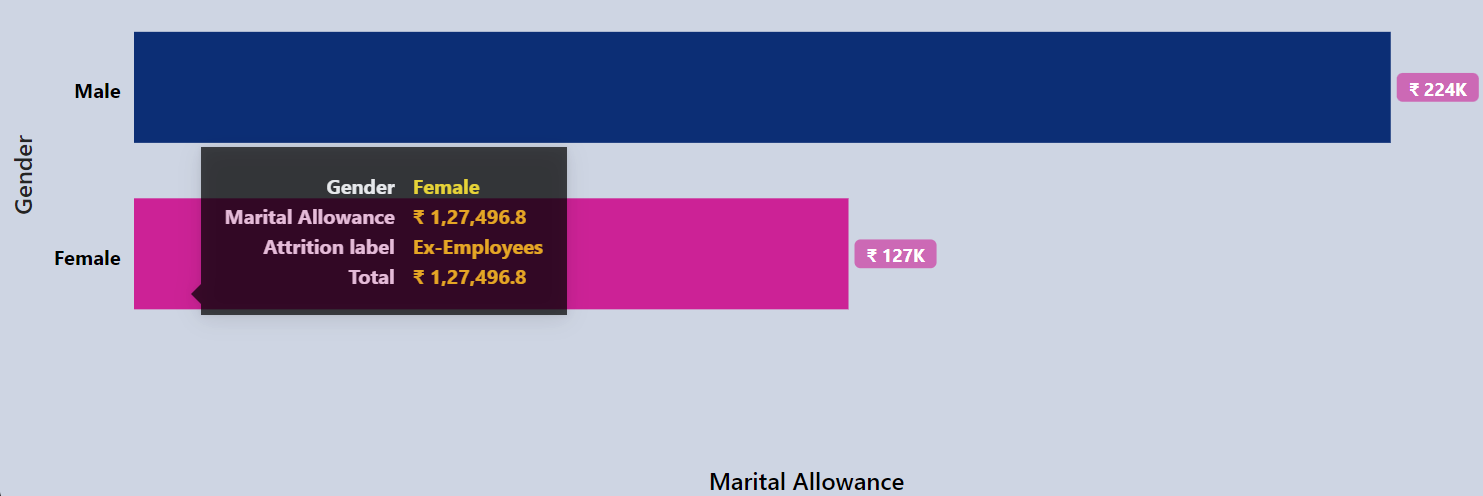 Gender
Male
₹ 224K
Gender Female
Marital Allowance ₹ 1,27,496.8
Attrition label Ex-Employees
Total ₹ 1,27,496.8
Female
₹ 127K
Marital Allowance